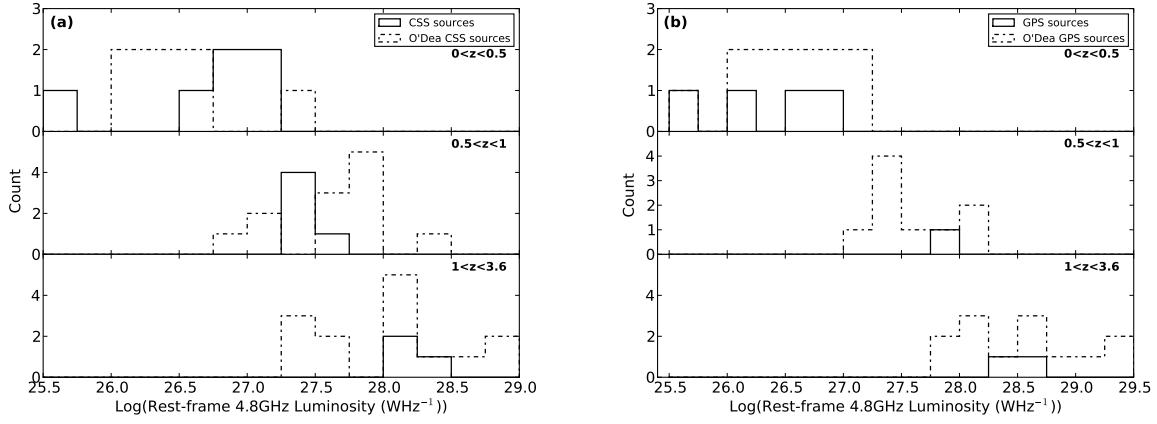 (a)
CSS sources
O'Dea CSS sources
0<z<0.5
3
2
1
0
0.5<z<1
4
2
0
1<z<3.6
4
2
0
Count
25.5 26.0 26.5 27.0 27.5 28.0 28.5 29.0
Log(Rest-frame 4.8GHz Luminosity (WHz⁻¹))
(b)
GPS sources
O'Dea GPS sources
0<z<0.5
3
2
1
0
0.5<z<1
4
3
2
1
0
1<z<3.6
4
2
0
Count
25.5 26.0 26.5 27.0 27.5 28.0 28.5 29.0 29.5
Log(Rest-frame 4.8GHz Luminosity (WHz⁻¹))